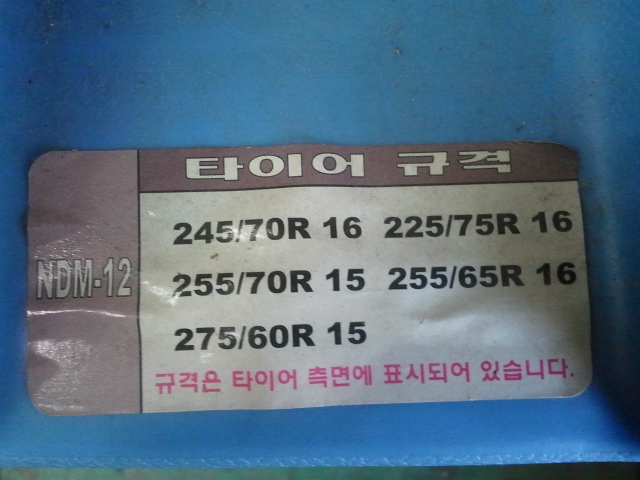 타이어 규격
NDM-12
245/70R 16 225/75R 16
255/70R 15 255/65R 16
275/60R 15
규격은 타이어 측면에 표시되어 있습니다.